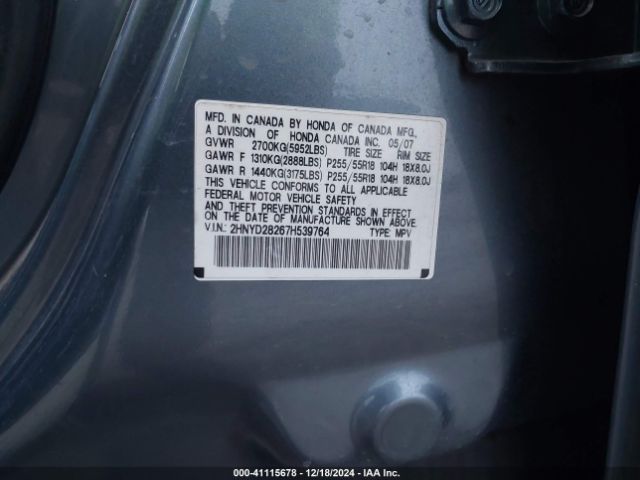 MFD. IN CANADA BY HONDA OF CANADA MFG.,
A DIVISION OF HONDA CANADA INC. 05/07
GVWR 2700KG(5952LBS) TIRE SIZE RIM SIZE
GAWR F 1310KG(2888LBS) P255/55R18 104H 18X8.0J
GAWR R 1440KG(3175LBS) P255/55R18 104H 18X8.0J
THIS VEHICLE CONFORMS TO ALL APPLICABLE
FEDERAL MOTOR VEHICLE SAFETY
AND THEFT PREVENTION STANDARDS IN EFFECT
ON THE DATE OF MANUFACTURE SHOWN ABOVE.
V.I.N.: 2HNYD28267H539764 TYPE: MPV
000-41115678 - 12/18/2024 - IAA Inc.